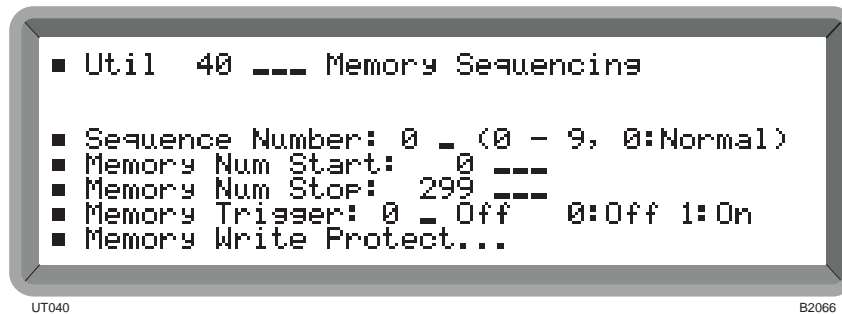 ■ Util  40 ___ Memory Sequencing
■ Sequence Number: 0 _ (0 - 9, 0:Normal)
■ Memory Num Start:   0 ___
■ Memory Num Stop:  299 ___
■ Memory Trigger: 0 _ Off   0:Off 1:On
■ Memory Write Protect...
UT040 B2066